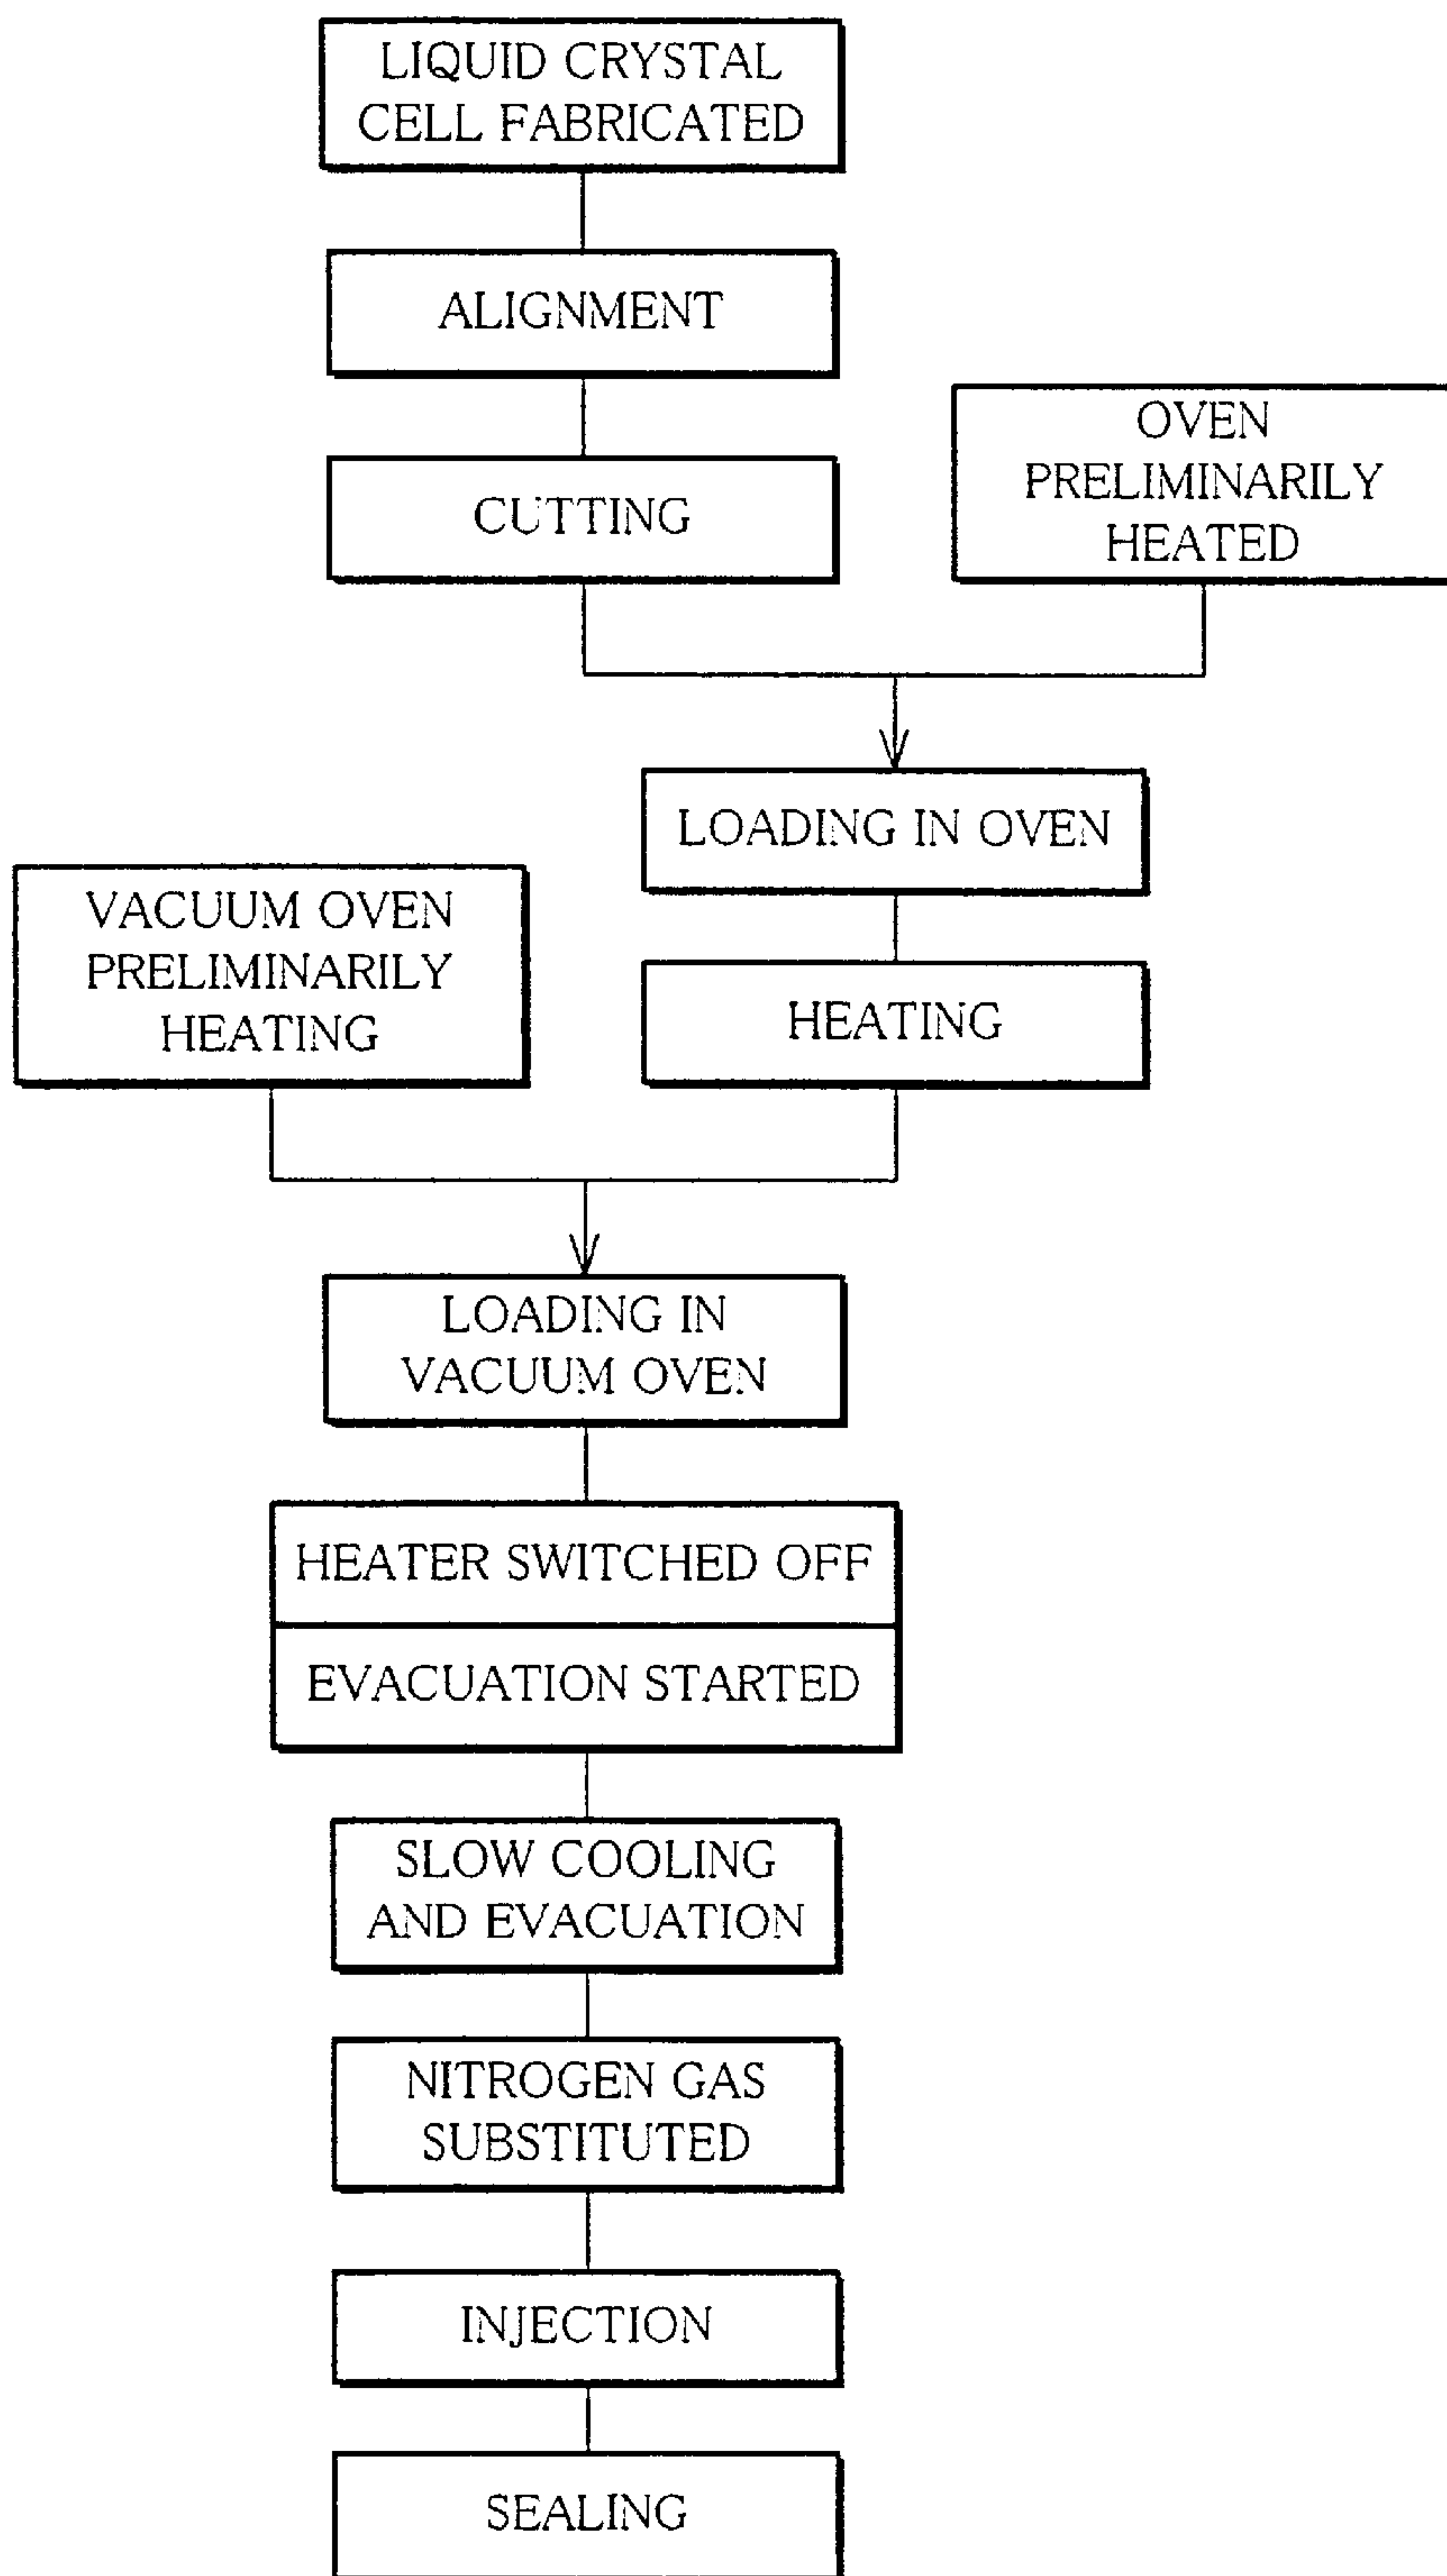 LIQUID CRYSTAL
CELL FABRICATED
ALIGNMENT
CUTTING
OVEN
PRELIMINARILY
HEATED
LOADING IN OVEN
VACUUM OVEN
PRELIMINARILY
HEATING
HEATING
LOADING IN
VACUUM OVEN
HEATER SWITCHED OFF
EVACUATION STARTED
SLOW COOLING
AND EVACUATION
NITROGEN GAS
SUBSTITUTED
INJECTION
SEALING